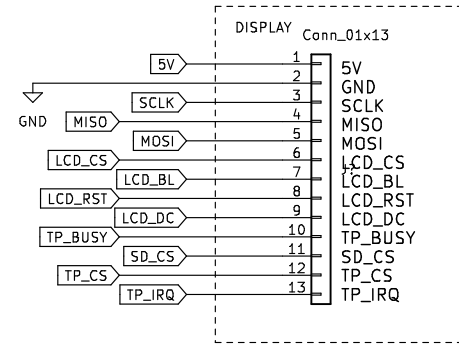 DISPLAY Conn_01x13
5V 1 5V
GND 2 GND
SCLK 3 SCLK
MISO 4 MISO
MOSI 5 MOSI
LCD_CS 6 LCD_CS
J?
LCD_BL 7 LCD_BL
LCD_RST 8 LCD_RST
LCD_DC 9 LCD_DC
TP_BUSY 10 TP_BUSY
SD_CS 11 SD_CS
TP_CS 12 TP_CS
TP_IRQ 13 TP_IRQ